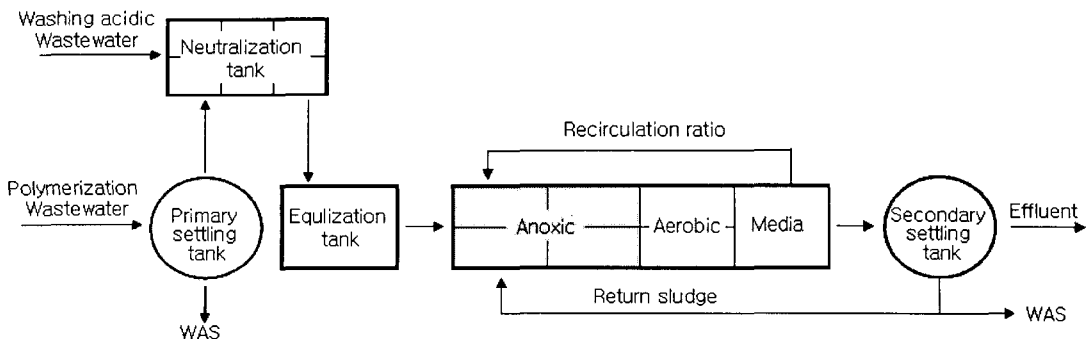 Washing acidic
Wastewater
Neutralization
tank
Recirculation ratio
Polymerization
Wastewater
Primary
settling
tank
Equlization
tank
Anoxic
Aerobic
Media
Secondary
settling
tank
Effluent
Return sludge
WAS
WAS